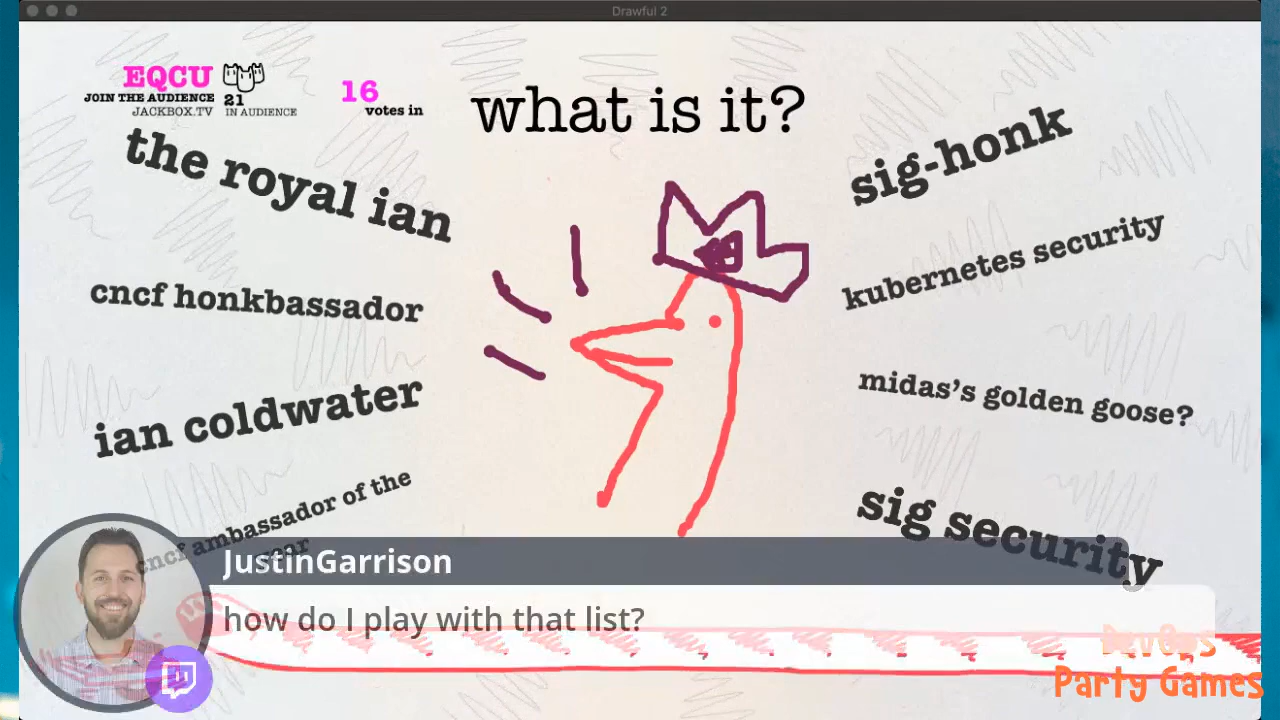 Drawful 2
EQCU
JOIN THE AUDIENCE
JACKBOX.TV
21
IN AUDIENCE
16
votes in
what is it?
the royal ian
cncf honkbassador
ian coldwater
cncf ambassador of the
year
sig-honk
kubernetes security
midas's golden goose?
sig security
JustinGarrison
how do I play with that list?
DevOps
Party Games